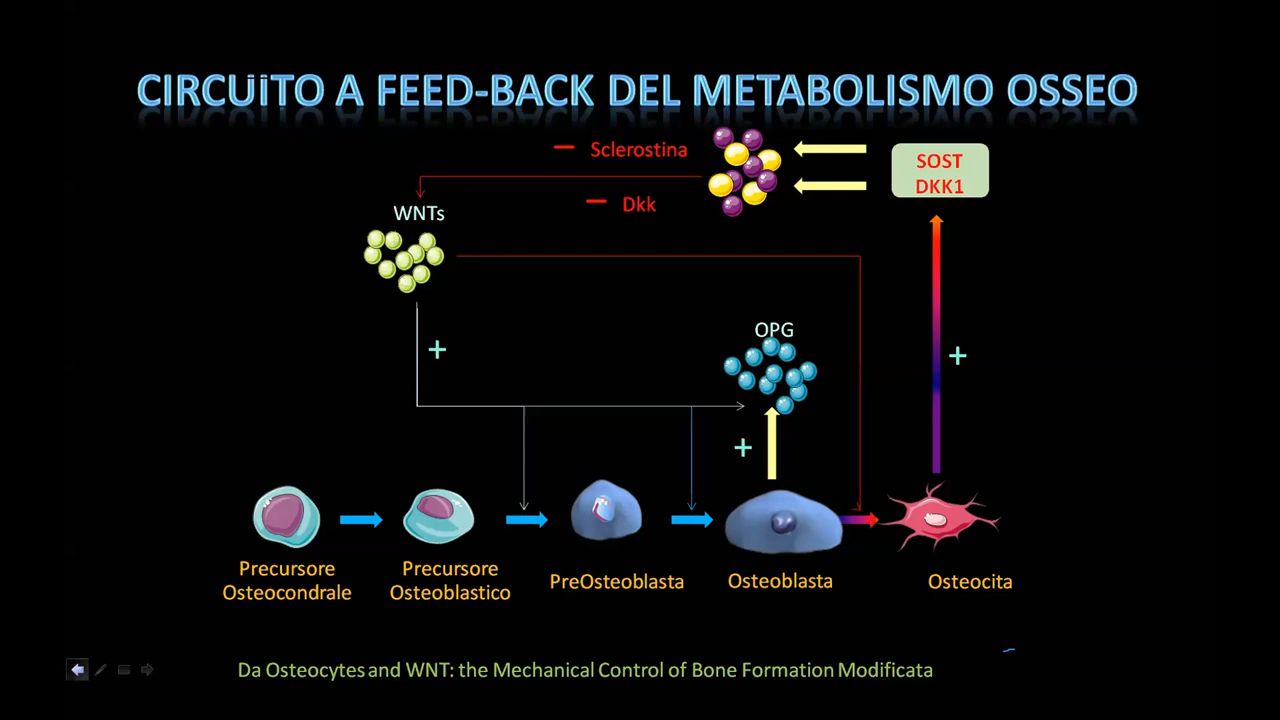 CIRCUiiTO A FEED-BACK DEL METABOLISMO OSSEO
− Sclerostina
SOST
DKK1
− Dkk
WNTs
OPG
+
+
+
Precursore
Osteocondrale
Precursore
Osteoblastico
PreOsteoblasta
Osteoblasta
Osteocita
Da Osteocytes and WNT: the Mechanical Control of Bone Formation Modificata